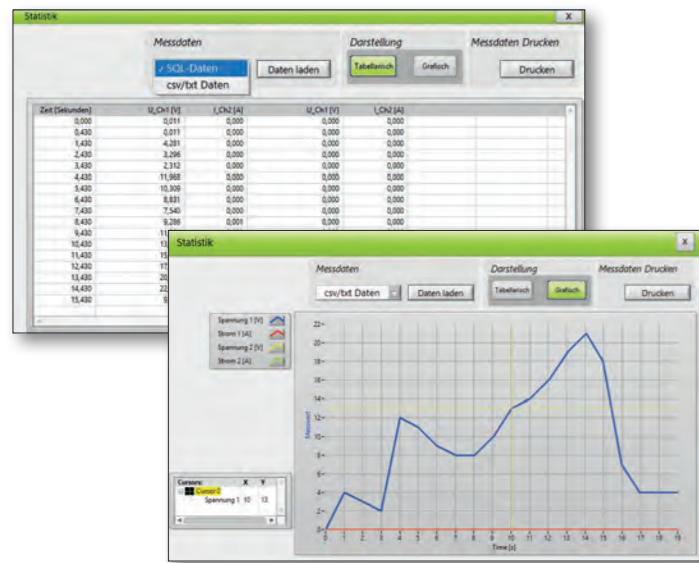 Statistik X
Messdaten Darstellung Messdaten Drucken
✓ SQL-Daten
csv/txt Daten
Daten laden Tabellarisch Grafisch Drucken
Zeit [Sekunden] U_Ch1 [V] I_Ch2 [A] U_Ch1 [V] I_Ch2 [A]
0,000 0,011 0,000 0,000 0,000
0,430 0,011 0,000 0,000 0,000
1,430 4,281 0,000 0,000 0,000
2,430 3,296 0,000 0,000 0,000
3,430 2,312 0,000 0,000 0,000
4,430 11,968 0,000 0,000 0,000
5,430 10,309 0,000 0,000 0,000
6,430 8,831 0,000 0,000 0,000
7,430 7,540 0,000 0,000 0,000
8,430 9,286 0,001 0,000 0,000
9,430 11
10,430 13,
11,430 15
12,430 17,
13,430 20,
14,430 22,
15,430 9
Statistik X
Messdaten Darstellung Messdaten Drucken
csv/txt Daten Daten laden Tabellarisch Grafisch Drucken
Spannung 1 [V]
Strom 1 [A]
Spannung 2 [V]
Strom 2 [A]
22-
20-
18-
16-
14-
12-
10-
8-
6-
4-
2-
0-
Messwert
0 1 2 3 4 5 6 7 8 9 10 11 12 13 14 15 16 17 18 19
Time [s]
Cursors: X Y
Cursor 0
Spannung 1 10 13